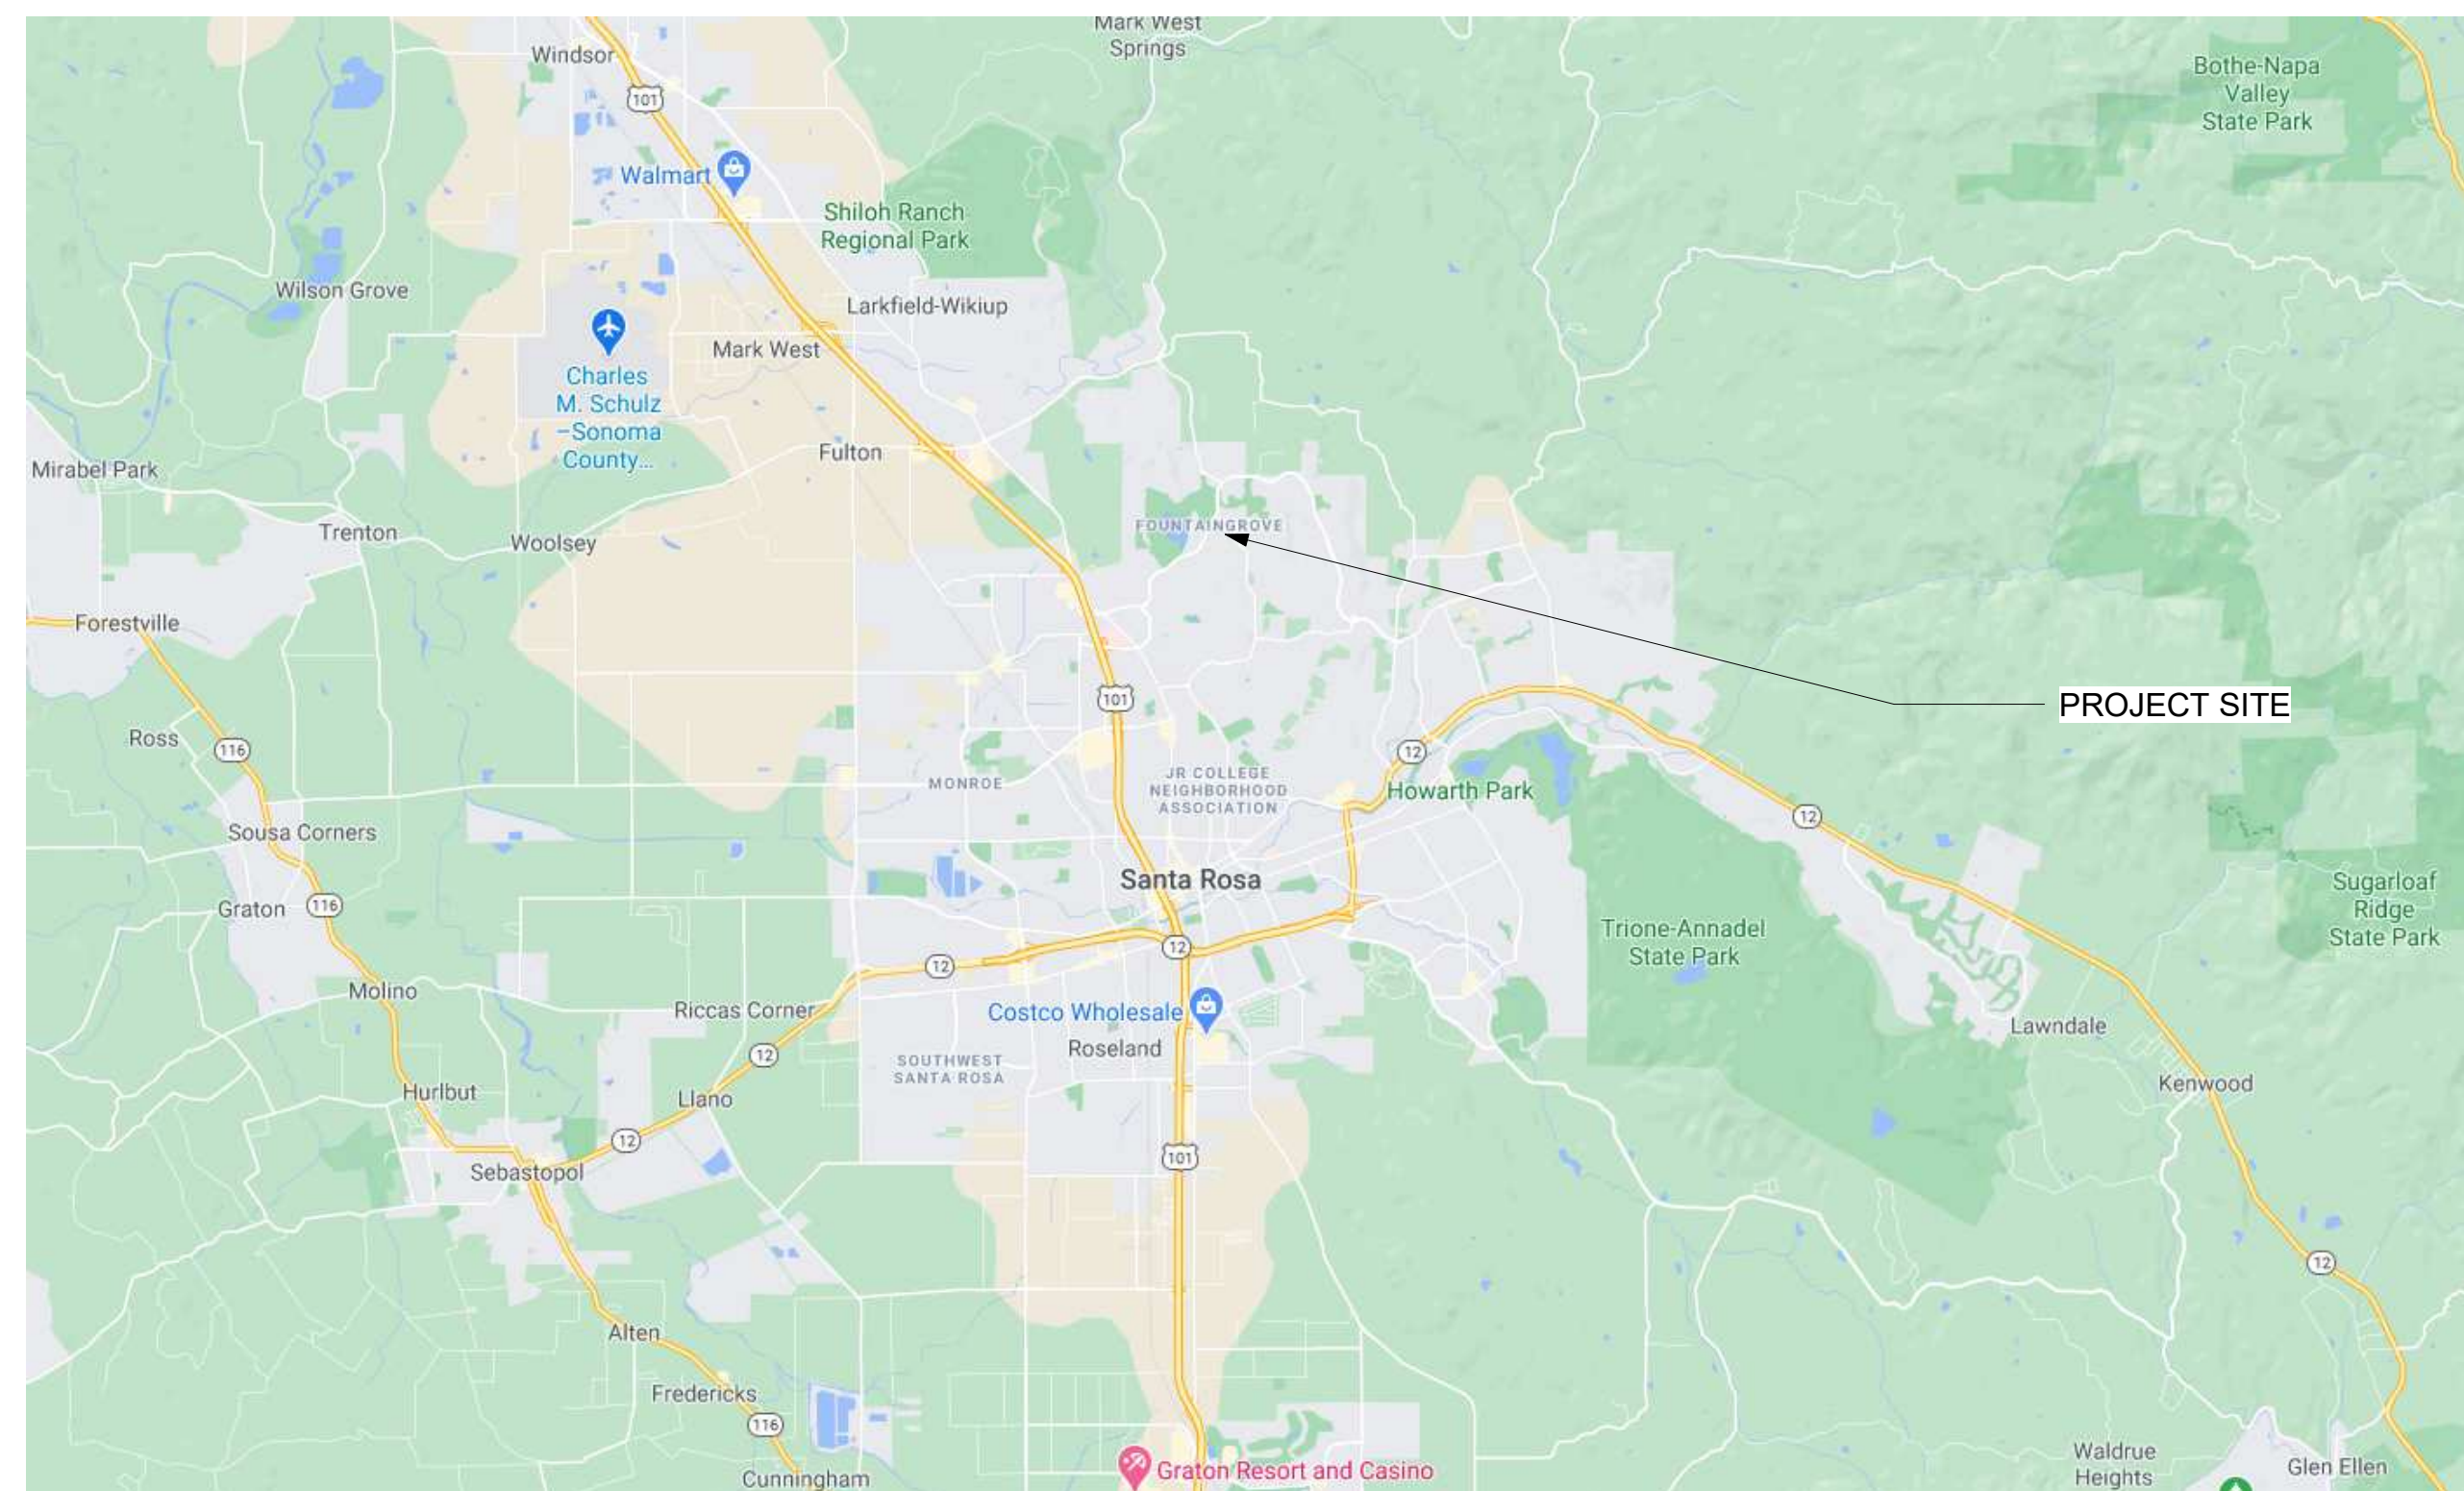 Mark West
Springs
Windsor
Bothe-Napa
Valley
State Park
101
Walmart
Shiloh Ranch
Regional Park
Wilson Grove
Larkfield-Wikiup
Mark West
Charles
M. Schulz
–Sonoma
County...
Fulton
Mirabel Park
FOUNTAINGROVE
Trenton
Woolsey
Forestville
101
PROJECT SITE
Ross
116
12
JR COLLEGE
NEIGHBORHOOD
ASSOCIATION
MONROE
Howarth Park
12
Sousa Corners
Santa Rosa
Sugarloaf
Ridge
State Park
Graton
116
Trione-Annadel
State Park
12
12
Molino
Riccas Corner
Costco Wholesale
Lawndale
Roseland
12
SOUTHWEST
SANTA ROSA
Kenwood
Hurlbut
Llano
12
101
Sebastopol
12
Alten
Fredericks
116
Waldrue
Heights
Glen Ellen
Graton Resort and Casino
Cunningham